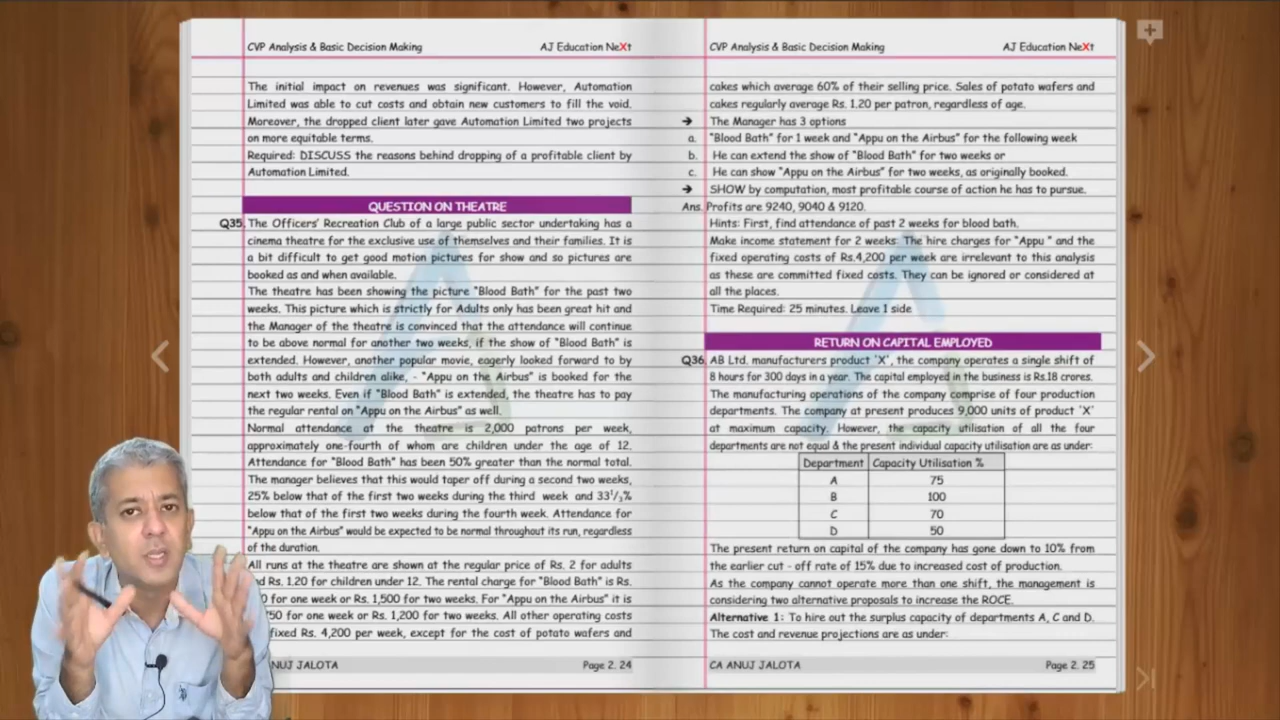 CVP Analysis & Basic Decision Making AJ Education NeXt
The initial impact on revenues was significant. However, Automation
Limited was able to cut costs and obtain new customers to fill the void.
Moreover, the dropped client later gave Automation Limited two projects
on more equitable terms.
Required: DISCUSS the reasons behind dropping of a profitable client by
Automation Limited.
QUESTION ON THEATRE
Q35. The Officers' Recreation Club of a large public sector undertaking has a
cinema theatre for the exclusive use of themselves and their families. It is
a bit difficult to get good motion pictures for show and so pictures are
booked as and when available.
The theatre has been showing the picture "Blood Bath" for the past two
weeks. This picture which is strictly for Adults only has been great hit and
the Manager of the theatre is convinced that the attendance will continue
to be above normal for another two weeks, if the show of "Blood Bath" is
extended. However, another popular movie, eagerly looked forward to by
both adults and children alike, - "Appu on the Airbus" is booked for the
next two weeks. Even if "Blood Bath" is extended, the theatre has to pay
the regular rental on "Appu on the Airbus" as well.
Normal attendance at the theatre is 2,000 patrons per week,
approximately one-fourth of whom are children under the age of 12.
Attendance for "Blood Bath" has been 50% greater than the normal total.
The manager believes that this would taper off during a second two weeks,
25% below that of the first two weeks during the third week and 33¹/₃%
below that of the first two weeks during the fourth week. Attendance for
"Appu on the Airbus" would be expected to be normal throughout its run, regardless
of the duration.
All runs at the theatre are shown at the regular price of Rs. 2 for adults
nd Rs. 1.20 for children under 12. The rental charge for "Blood Bath" is Rs.
0 for one week or Rs. 1,500 for two weeks. For "Appu on the Airbus" it is
750 for one week or Rs. 1,200 for two weeks. All other operating costs
fixed Rs. 4,200 per week, except for the cost of potato wafers and
NUJ JALOTA Page 2. 24
CVP Analysis & Basic Decision Making AJ Education NeXt
cakes which average 60% of their selling price. Sales of potato wafers and
cakes regularly average Rs. 1.20 per patron, regardless of age.
➔ The Manager has 3 options
a. "Blood Bath" for 1 week and "Appu on the Airbus" for the following week
b. He can extend the show of "Blood Bath" for two weeks or
c. He can show "Appu on the Airbus" for two weeks, as originally booked.
➔ SHOW by computation, most profitable course of action he has to pursue.
Ans. Profits are 9240, 9040 & 9120.
Hints: First, find attendance of past 2 weeks for blood bath.
Make income statement for 2 weeks: The hire charges for "Appu " and the
fixed operating costs of Rs.4,200 per week are irrelevant to this analysis
as these are committed fixed costs. They can be ignored or considered at
all the places.
Time Required: 25 minutes. Leave 1 side
RETURN ON CAPITAL EMPLOYED
Q36. AB Ltd. manufacturers product 'X', the company operates a single shift of
8 hours for 300 days in a year. The capital employed in the business is Rs.18 crores.
The manufacturing operations of the company comprise of four production
departments. The company at present produces 9,000 units of product 'X'
at maximum capacity. However, the capacity utilisation of all the four
departments are not equal & the present individual capacity utilisation are as under:
Department Capacity Utilisation %
A 75
B 100
C 70
D 50
The present return on capital of the company has gone down to 10% from
the earlier cut - off rate of 15% due to increased cost of production.
As the company cannot operate more than one shift, the management is
considering two alternative proposals to increase the ROCE.
Alternative 1: To hire out the surplus capacity of departments A, C and D.
The cost and revenue projections are as under:
CA ANUJ JALOTA Page 2. 25